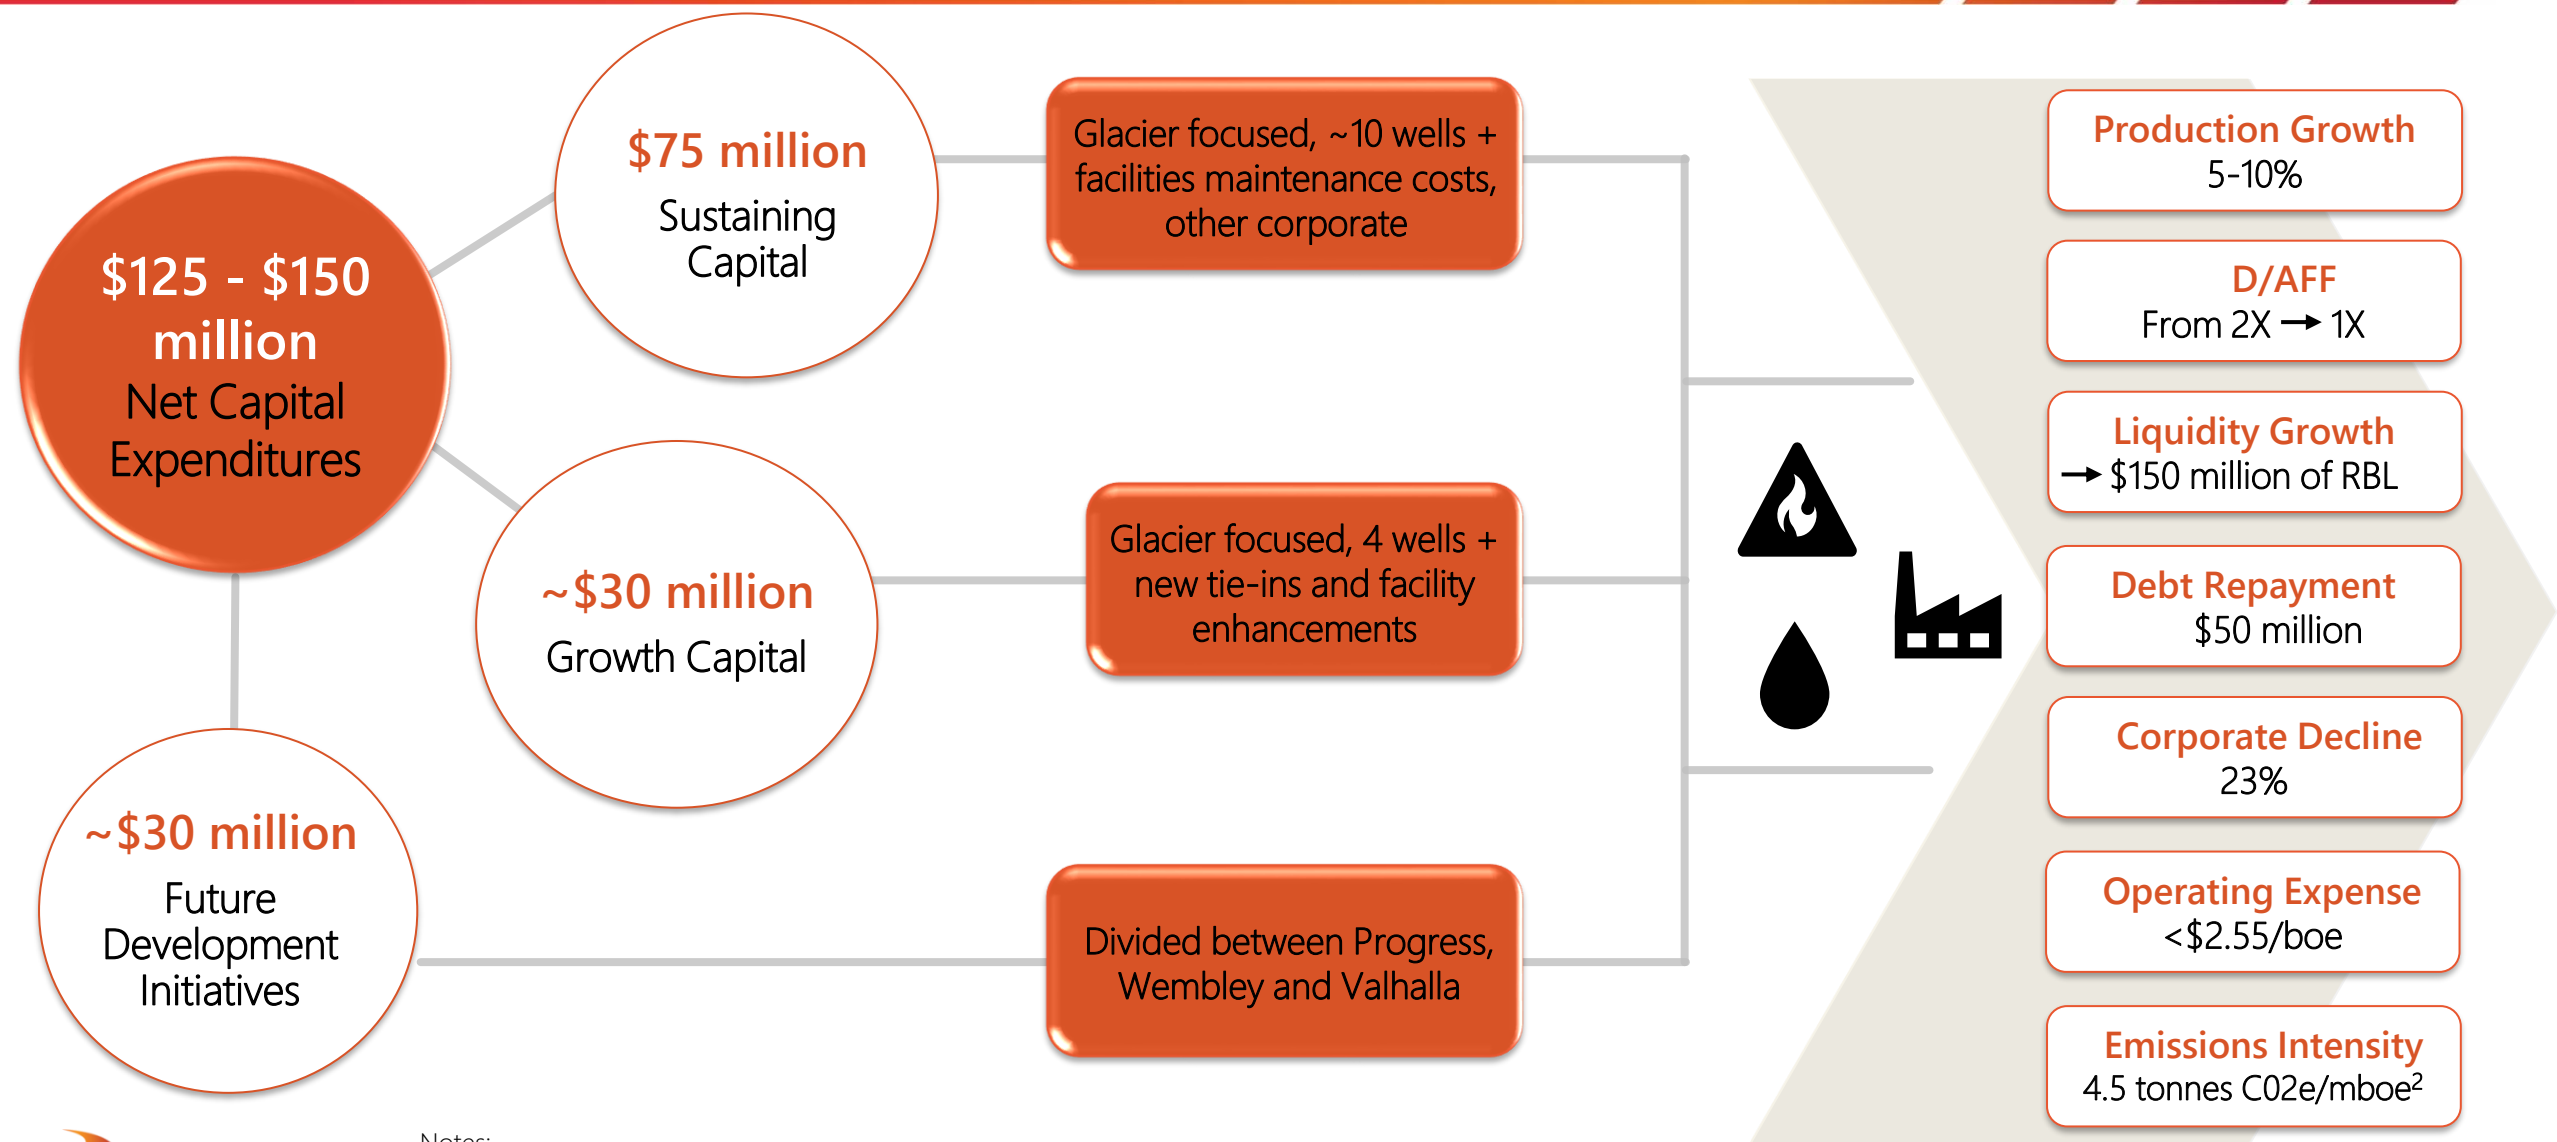 $125 - $150
million
Net Capital
Expenditures
$75 million
Sustaining
Capital
Glacier focused, ~10 wells +
facilities maintenance costs,
other corporate
~$30 million
Growth Capital
Glacier focused, 4 wells +
new tie-ins and facility
enhancements
~$30 million
Future
Development
Initiatives
Divided between Progress,
Wembley and Valhalla
Production Growth
5-10%
D/AFF
From 2X → 1X
Liquidity Growth
→ $150 million of RBL
Debt Repayment
$50 million
Corporate Decline
23%
Operating Expense
<$2.55/boe
Emissions Intensity
4.5 tonnes C02e/mboe²
Notes: